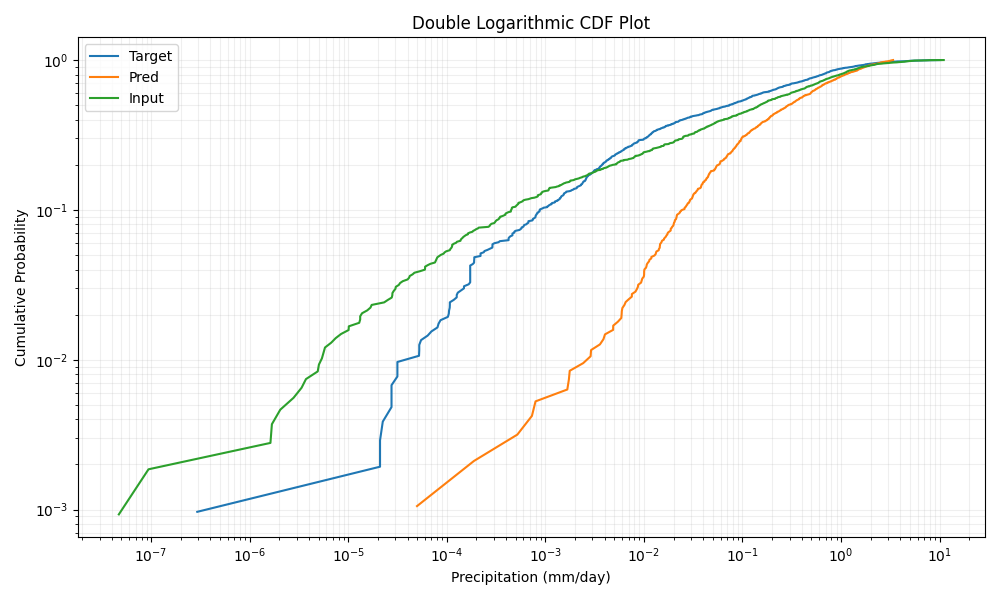 Double Logarithmic CDF Plot
Target
Pred
Input
Cumulative Probability
10⁰
10⁻¹
10⁻²
10⁻³
10⁻⁷ 10⁻⁶ 10⁻⁵ 10⁻⁴ 10⁻³ 10⁻² 10⁻¹ 10⁰ 10¹
Precipitation (mm/day)